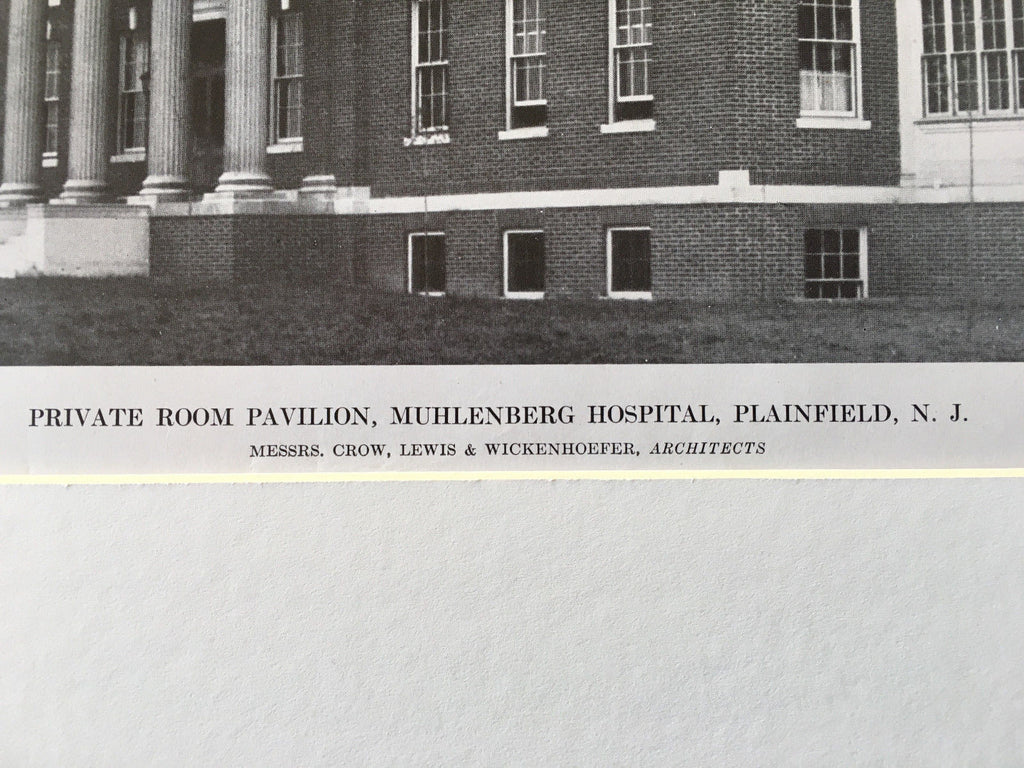 PRIVATE ROOM PAVILION, MUHLENBERG HOSPITAL, PLAINFIELD, N. J.
MESSRS. CROW, LEWIS & WICKENHOEFER, ARCHITECTS